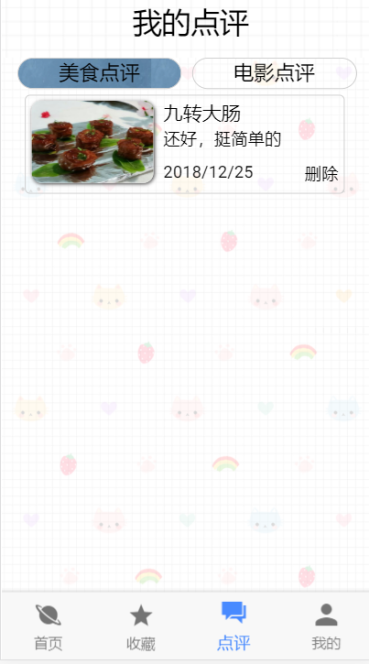 我的点评
美食点评 电影点评
九转大肠
还好，挺简单的
2018/12/25 删除
首页 收藏 点评 我的